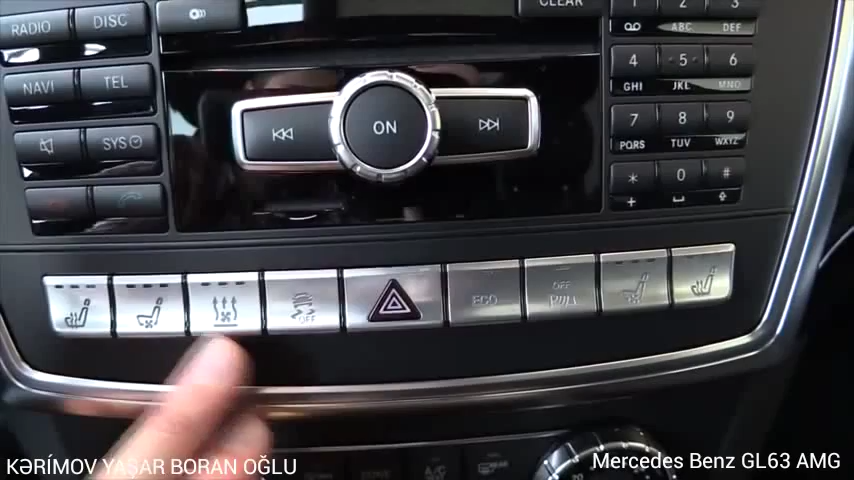 CLEAR
RADIO DISC
NAVI TEL
SYS
ON
ABC DEF
4 5 6
GHI JKL MNO
7 8 9
PQRS TUV WXYZ
* 0 #
+
OFF
ECO
OFF
A/C
REAR
KƏRİMOV YAŞAR BORAN OĞLU
Mercedes Benz GL63 AMG